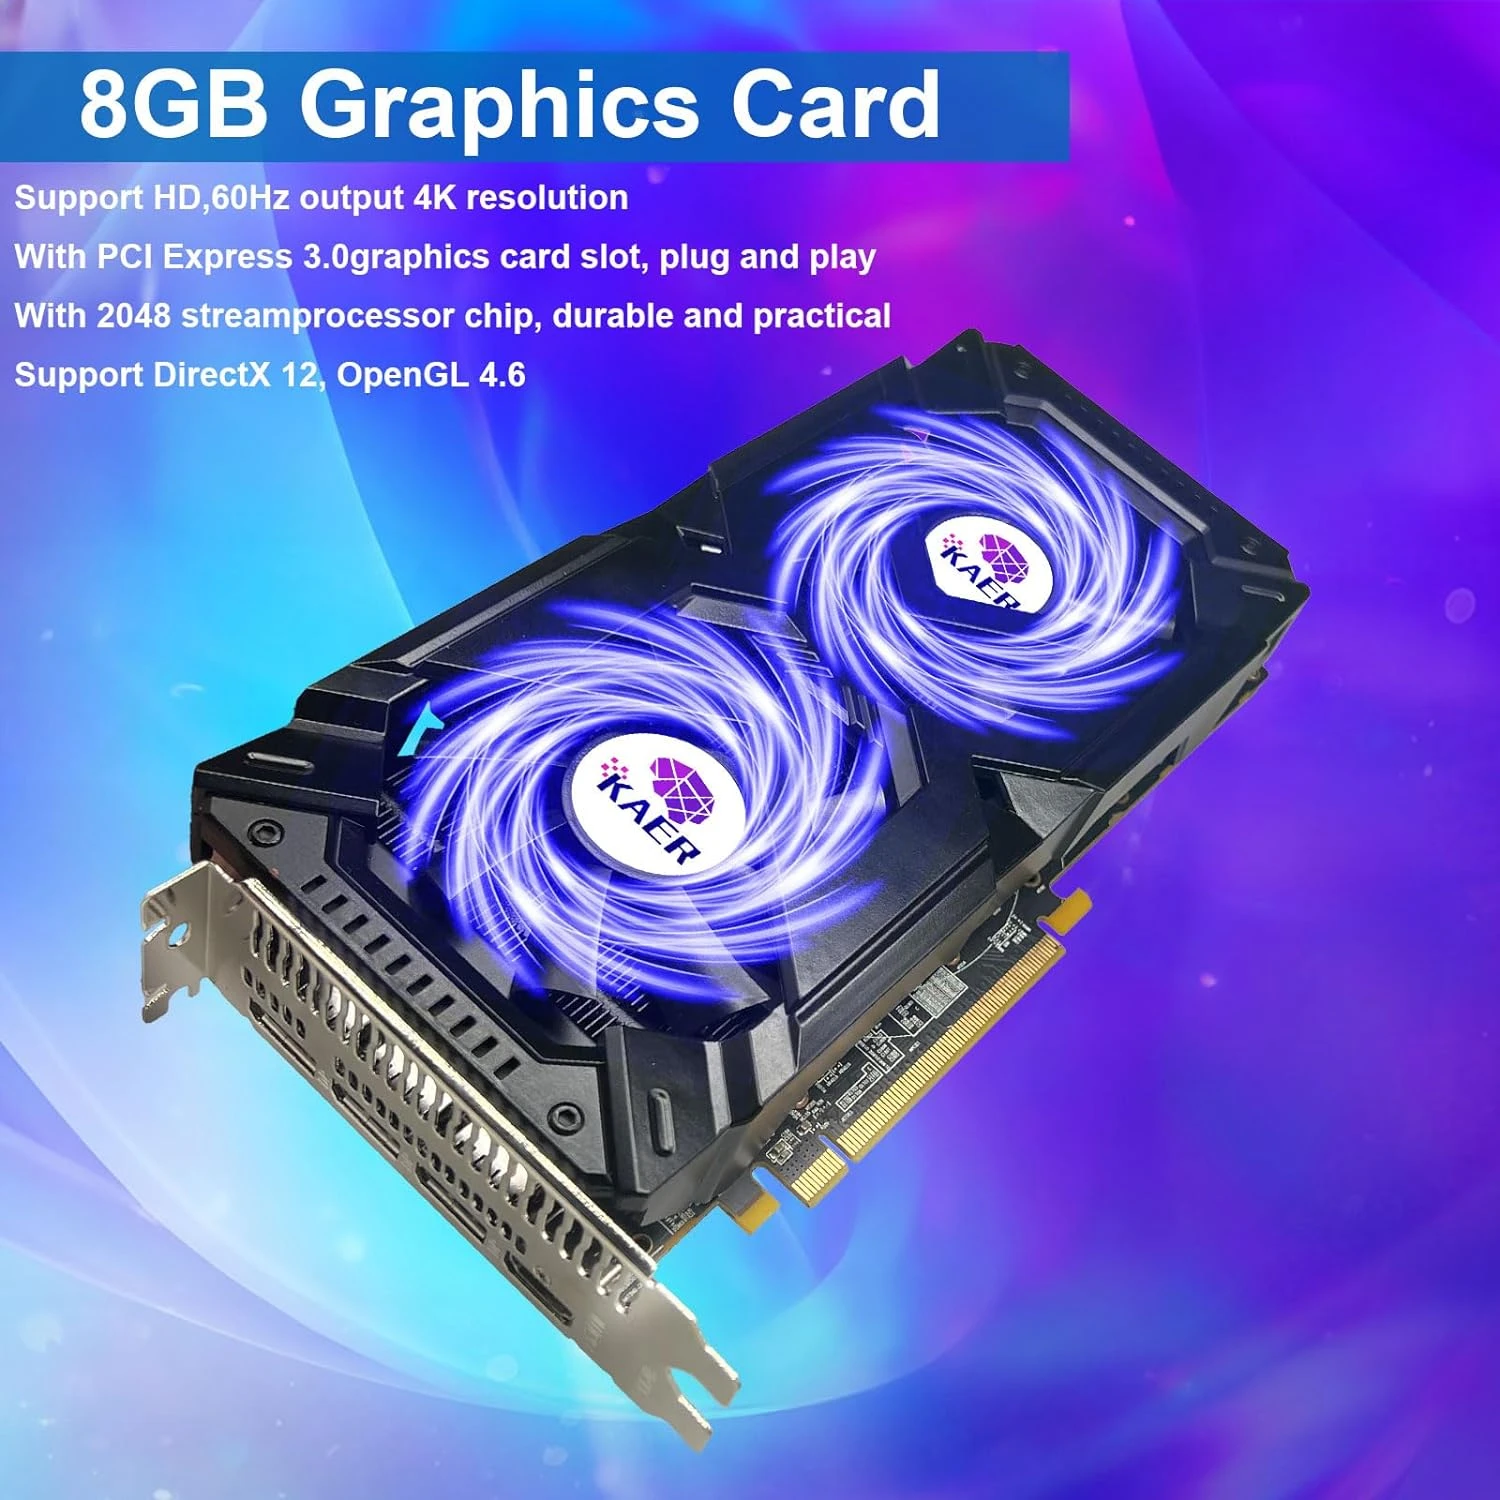 8GB Graphics Card
Support HD,60Hz output 4K resolution
With PCI Express 3.0graphics card slot, plug and play
With 2048 streamprocessor chip, durable and practical
Support DirectX 12, OpenGL 4.6
KAER
KAER